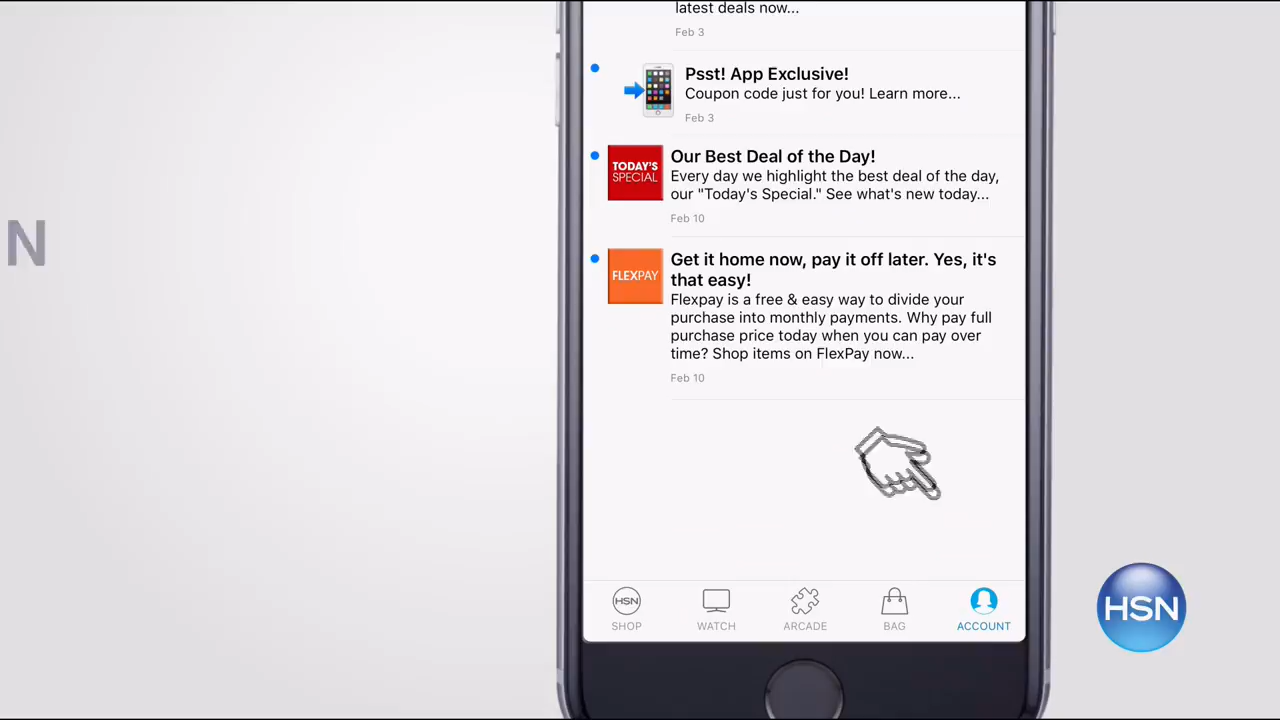 latest deals now...
Feb 3
Psst! App Exclusive!
Coupon code just for you! Learn more...
Feb 3
TODAY'S
SPECIAL
Our Best Deal of the Day!
Every day we highlight the best deal of the day,
our "Today's Special." See what's new today...
Feb 10
N
FLEXPAY
Get it home now, pay it off later. Yes, it's
that easy!
Flexpay is a free & easy way to divide your
purchase into monthly payments. Why pay full
purchase price today when you can pay over
time? Shop items on FlexPay now...
Feb 10
HSN
SHOP
WATCH
ARCADE
BAG
ACCOUNT
HSN